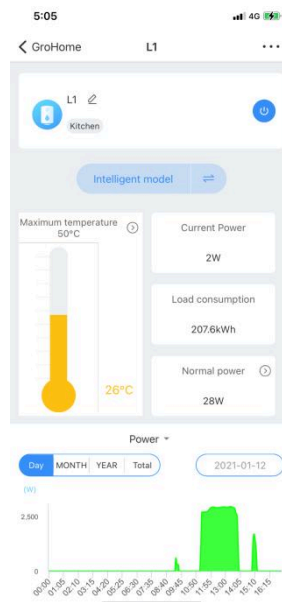 5:05 4G
GroHome L1
L1
Kitchen
Intelligent model
Maximum temperature
50°C
26°C
Current Power
2W
Load consumption
207.6kWh
Normal power
28W
Power
Day MONTH YEAR Total 2021-01-12
(W)
2,500
0
00:00 01:05 02:10 03:15 04:20 05:25 06:30 07:35 08:40 09:45 10:50 11:55 13:00 14:05 15:10 16:15